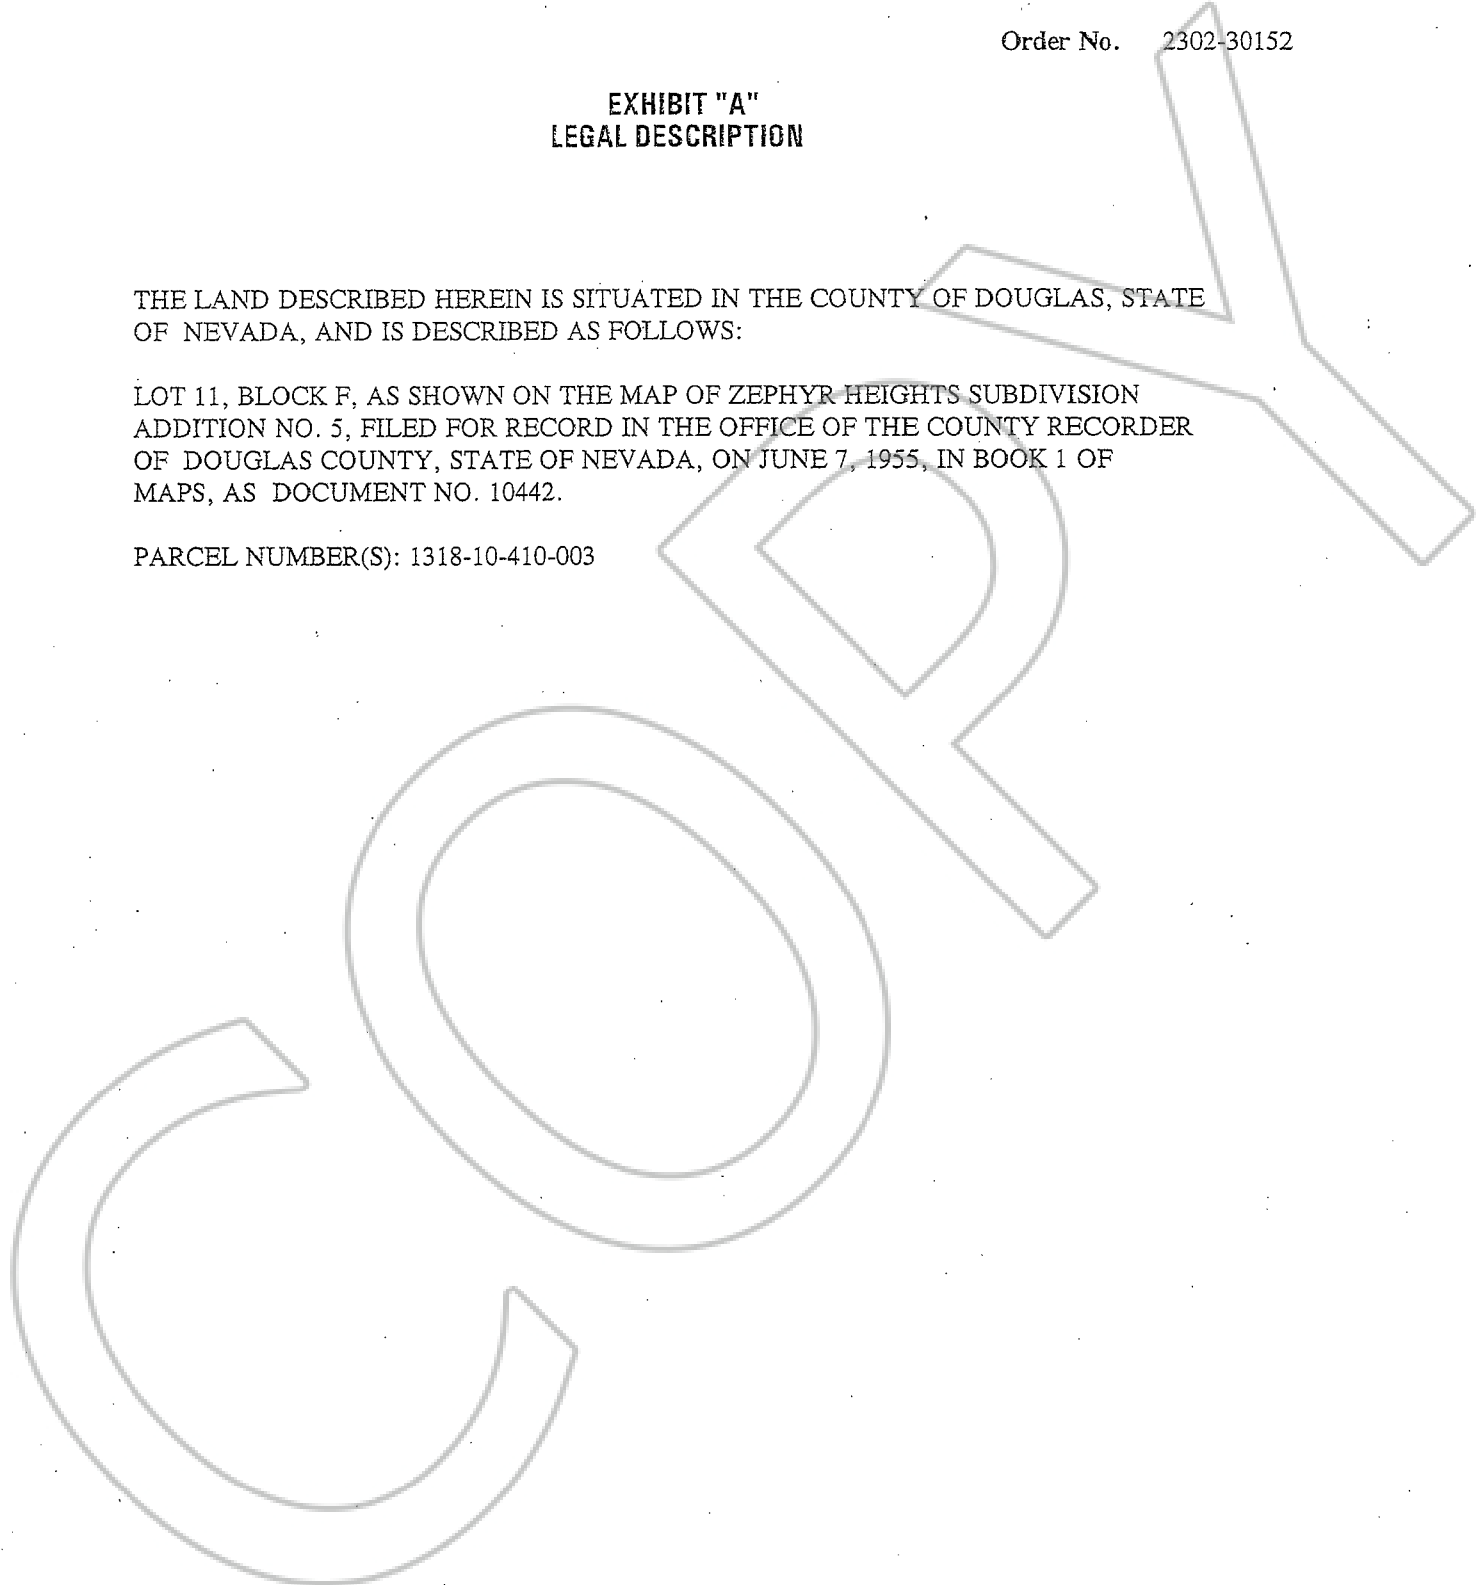 Order No. 2302-30152
EXHIBIT "A"
LEGAL DESCRIPTION
THE LAND DESCRIBED HEREIN IS SITUATED IN THE COUNTY OF DOUGLAS, STATE
OF NEVADA, AND IS DESCRIBED AS FOLLOWS:
LOT 11, BLOCK F, AS SHOWN ON THE MAP OF ZEPHYR HEIGHTS SUBDIVISION
ADDITION NO. 5, FILED FOR RECORD IN THE OFFICE OF THE COUNTY RECORDER
OF DOUGLAS COUNTY, STATE OF NEVADA, ON JUNE 7, 1955, IN BOOK 1 OF
MAPS, AS DOCUMENT NO. 10442.
PARCEL NUMBER(S): 1318-10-410-003
COPY